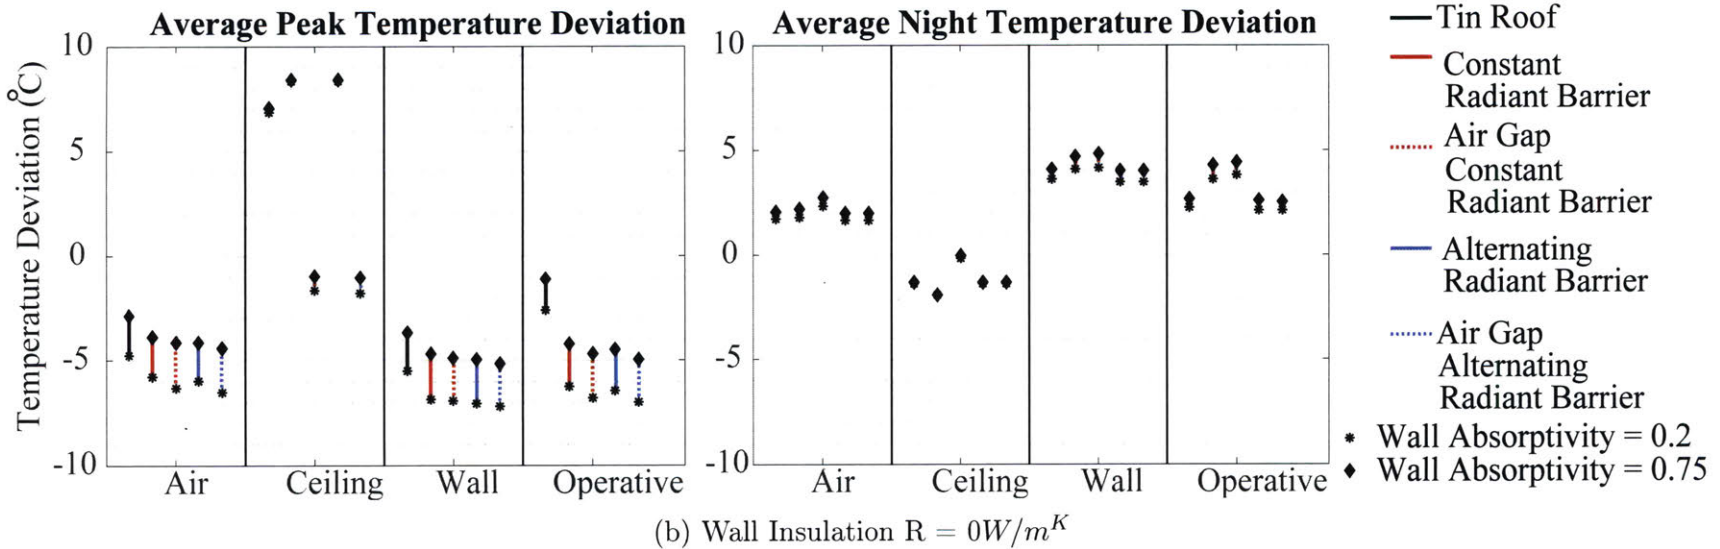 Average Peak Temperature Deviation
Average Night Temperature Deviation
Temperature Deviation (°C)
10
5
0
-5
-10
Air
Ceiling
Wall
Operative
10
5
0
-5
-10
Air
Ceiling
Wall
Operative
Tin Roof
Constant
Radiant Barrier
Air Gap
Constant
Radiant Barrier
Alternating
Radiant Barrier
Air Gap
Alternating
Radiant Barrier
* Wall Absorptivity = 0.2
♦ Wall Absorptivity = 0.75
(b) Wall Insulation R = 0W/m^K